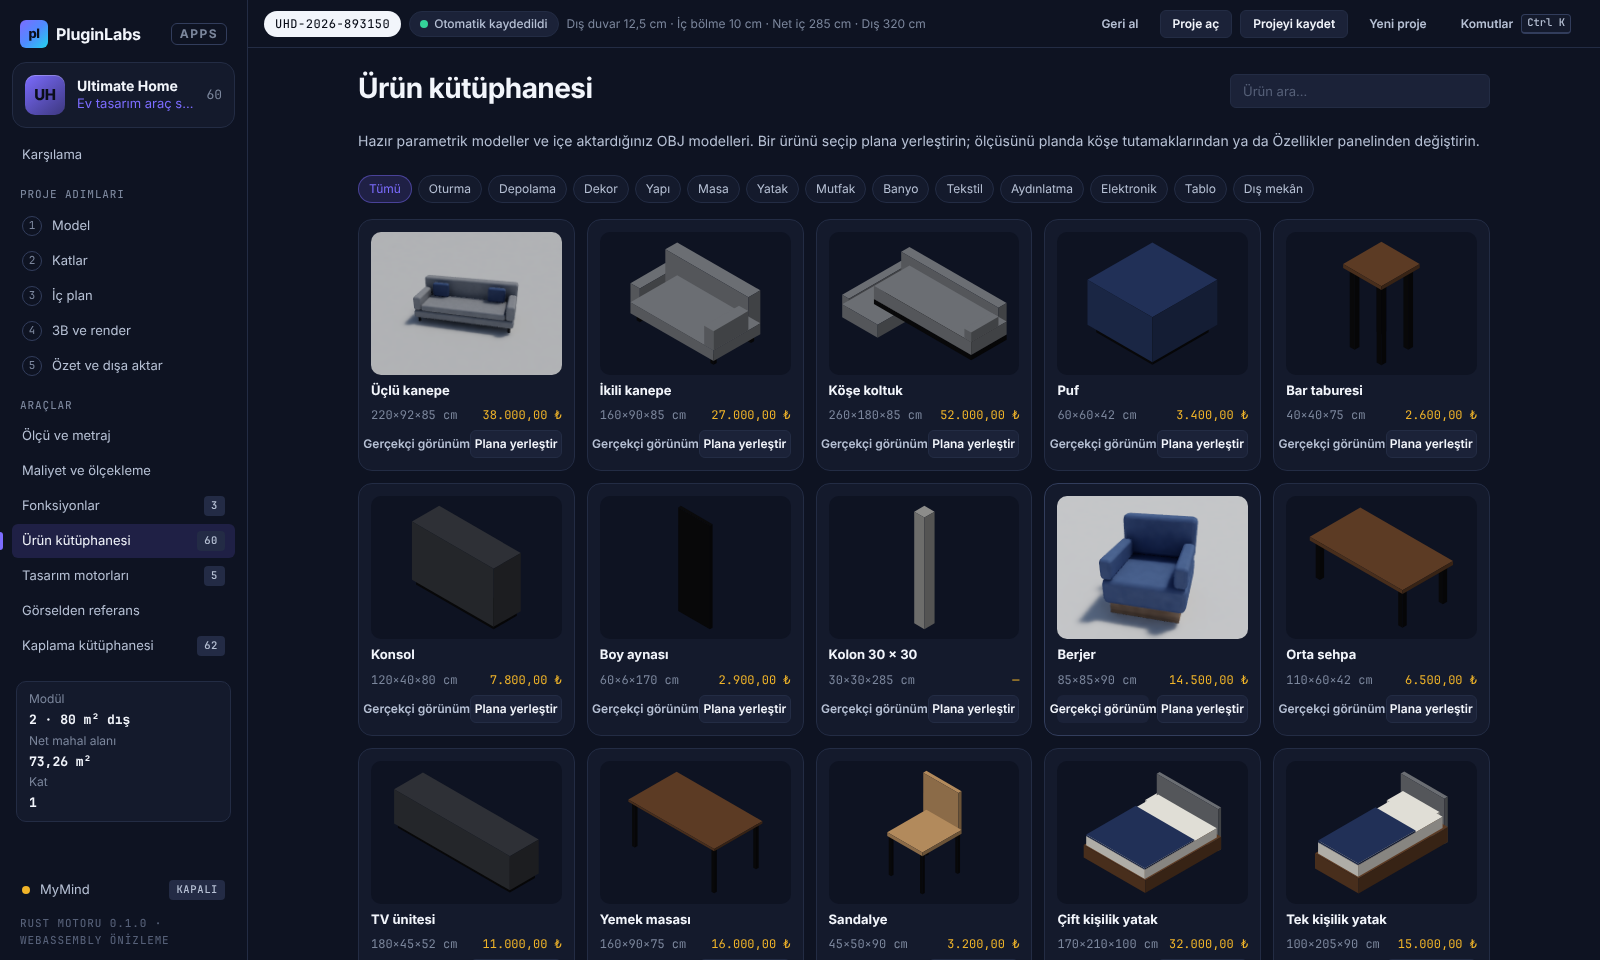 pl PluginLabs APPS
UH Ultimate Home 60
Ev tasarım araç s...
Karşılama
PROJE ADIMLARI
1 Model
2 Katlar
3 İç plan
4 3B ve render
5 Özet ve dışa aktar
ARAÇLAR
Ölçü ve metraj
Maliyet ve ölçekleme
Fonksiyonlar 3
Ürün kütüphanesi 60
Tasarım motorları 5
Görselden referans
Kaplama kütüphanesi 62
Modül
2 · 80 m² dış
Net mahal alanı
73,26 m²
Kat
1
MyMind KAPALI
RUST MOTORU 0.1.0 ·
WEBASSEMBLY ÖNİZLEME
UHD-2026-893150 Otomatik kaydedildi Dış duvar 12,5 cm · İç bölme 10 cm · Net iç 285 cm · Dış 320 cm Geri al Proje aç Projeyi kaydet Yeni proje Komutlar Ctrl K
Ürün kütüphanesi
Ürün ara...
Hazır parametrik modeller ve içe aktardığınız OBJ modelleri. Bir ürünü seçip plana yerleştirin; ölçüsünü planda köşe tutamaklarından ya da Özellikler panelinden değiştirin.
Tümü Oturma Depolama Dekor Yapı Masa Yatak Mutfak Banyo Tekstil Aydınlatma Elektronik Tablo Dış mekân
Üçlü kanepe
220×92×85 cm 38.000,00 ₺
Gerçekçi görünüm Plana yerleştir
İkili kanepe
160×90×85 cm 27.000,00 ₺
Gerçekçi görünüm Plana yerleştir
Köşe koltuk
260×180×85 cm 52.000,00 ₺
Gerçekçi görünüm Plana yerleştir
Puf
60×60×42 cm 3.400,00 ₺
Gerçekçi görünüm Plana yerleştir
Bar taburesi
40×40×75 cm 2.600,00 ₺
Gerçekçi görünüm Plana yerleştir
Konsol
120×40×80 cm 7.800,00 ₺
Gerçekçi görünüm Plana yerleştir
Boy aynası
60×6×170 cm 2.900,00 ₺
Gerçekçi görünüm Plana yerleştir
Kolon 30 × 30
30×30×285 cm —
Gerçekçi görünüm Plana yerleştir
Berjer
85×85×90 cm 14.500,00 ₺
Gerçekçi görünüm Plana yerleştir
Orta sehpa
110×60×42 cm 6.500,00 ₺
Gerçekçi görünüm Plana yerleştir
TV ünitesi
180×45×52 cm 11.000,00 ₺
Yemek masası
160×90×75 cm 16.000,00 ₺
Sandalye
45×50×90 cm 3.200,00 ₺
Çift kişilik yatak
170×210×100 cm 32.000,00 ₺
Tek kişilik yatak
100×205×90 cm 15.000,00 ₺